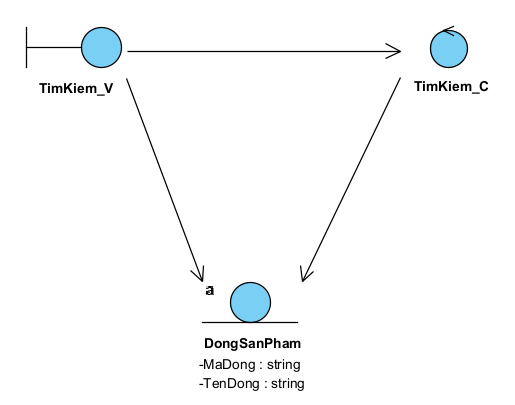 TimKiem_V
TimKiem_C
a
DongSanPham
-MaDong : string
-TenDong : string